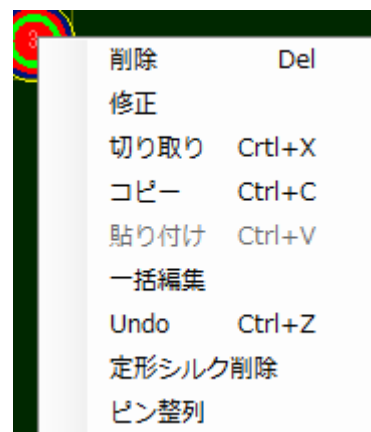 3
削除 Del
修正
切り取り Crtl+X
コピー Ctrl+C
貼り付け Ctrl+V
一括編集
Undo Ctrl+Z
定形シルク削除
ピン整列